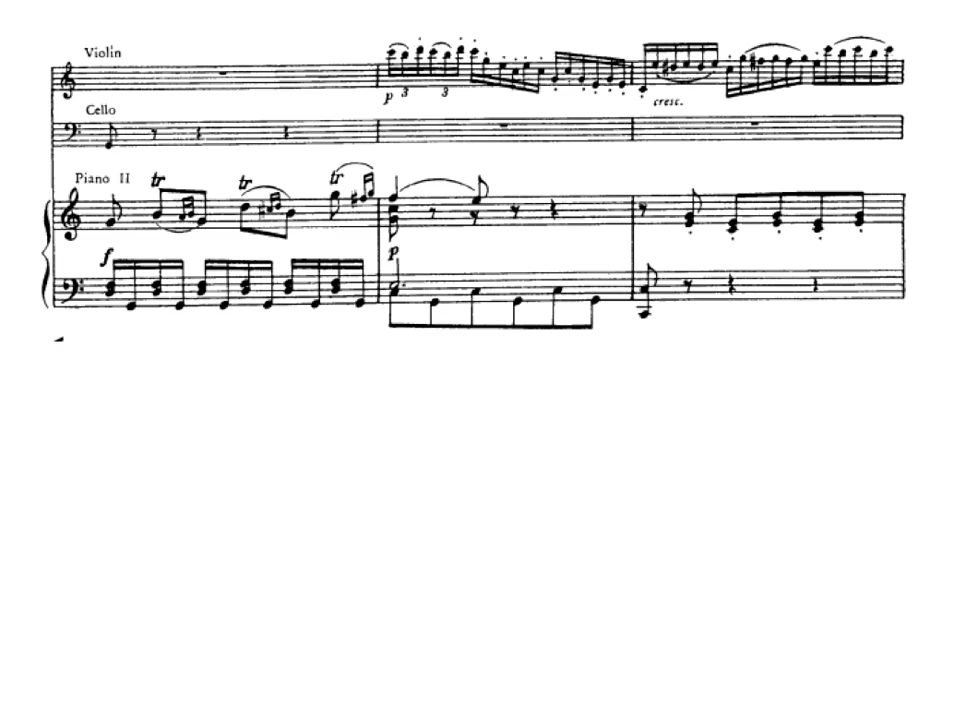 Violin
p 3 3 cresc.
Cello
Piano II tr tr tr
f p